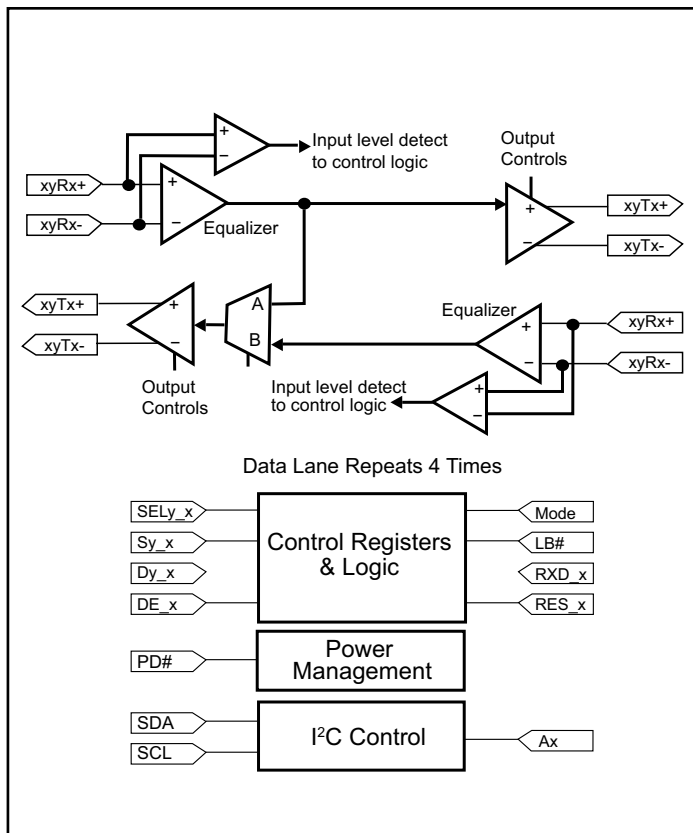 Input level detect
to control logic
Output
Controls
+
−
xyRx+
xyRx-
+
−
Equalizer
+
−
xyTx+
xyTx-
xyTx+
xyTx-
+
−
A
B
Output
Controls
Equalizer
+
−
xyRx+
xyRx-
Input level detect
to control logic
+
−
Data Lane Repeats 4 Times
SELy_x
Sy_x
Dy_x
DE_x
Control Registers
& Logic
Mode
LB#
RXD_x
RES_x
PD#
Power
Management
SDA
SCL
I²C Control
Ax